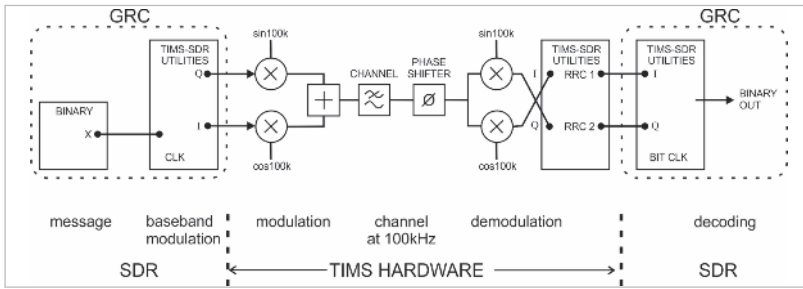 GRC
GRC
sin100k
sin100k
TIMS-SDR
UTILITIES
Q
I
CLK
BINARY
X
CHANNEL
PHASE
SHIFTER
ø
TIMS-SDR
UTILITIES
I
RRC 1
Q
RRC 2
TIMS-SDR
UTILITIES
I
Q
BIT CLK
BINARY
OUT
cos100k
cos100k
message
baseband
modulation
modulation
channel
at 100kHz
demodulation
decoding
SDR
TIMS HARDWARE
SDR